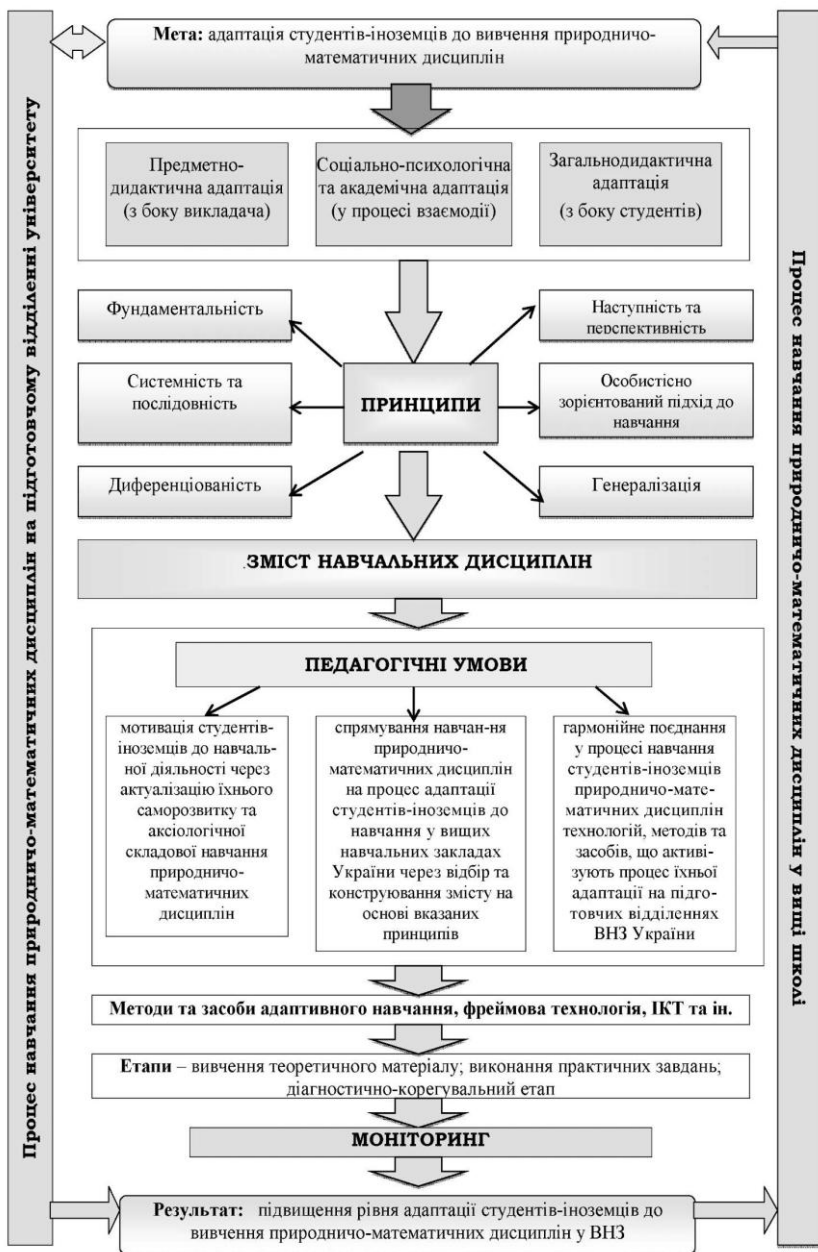 Мета: адаптація студентів-іноземців до вивчення природничо-
математичних дисциплін
Процес навчання природничо-математичних дисциплін на підготовчому відділенні університету
Процес навчання природничо-математичних дисциплін у вищі школі
Предметно-
дидактична адаптація
(з боку викладача)
Соціально-психологічна
та академічна адаптація
(у процесі взаємодії)
Загальнодидактична
адаптація
(з боку студентів)
Фундаментальність
Наступність та
перспективність
Системність та
послідовність
ПРИНЦИПИ
Особистісно
зорієнтований підхід до
навчання
Диференційованість
Генералізація
.ЗМІСТ НАВЧАЛЬНИХ ДИСЦИПЛІН
ПЕДАГОГІЧНІ УМОВИ
мотивація студентів-
іноземців до навчаль-
ної діяльності через
актуалізацію їхнього
саморозвитку та
аксіологічної
складової навчання
природничо-
математичних
дисциплін
спрямування навчан-ня
природничо-
математичних дисциплін
на процес адаптації
студентів-іноземців до
навчання у вищих
навчальних закладах
України через відбір та
конструювання змісту на
основі вказаних
принципів
гармонійне поєднання
у процесі навчання
студентів-іноземців
природничо-мате-
матичних дисциплін
технологій, методів та
засобів, що активі-
зують процес їхньої
адаптації на підго-
товчих відділеннях
ВНЗ України
Методи та засоби адаптивного навчання, фреймова технологія, ІКТ та ін.
Етапи – вивчення теоретичного матеріалу; виконання практичних завдань;
діагностично-корегувальний етап
МОНІТОРИНГ
Результат: підвищення рівня адаптації студентів-іноземців до
вивчення природничо-математичних дисциплін у ВНЗ